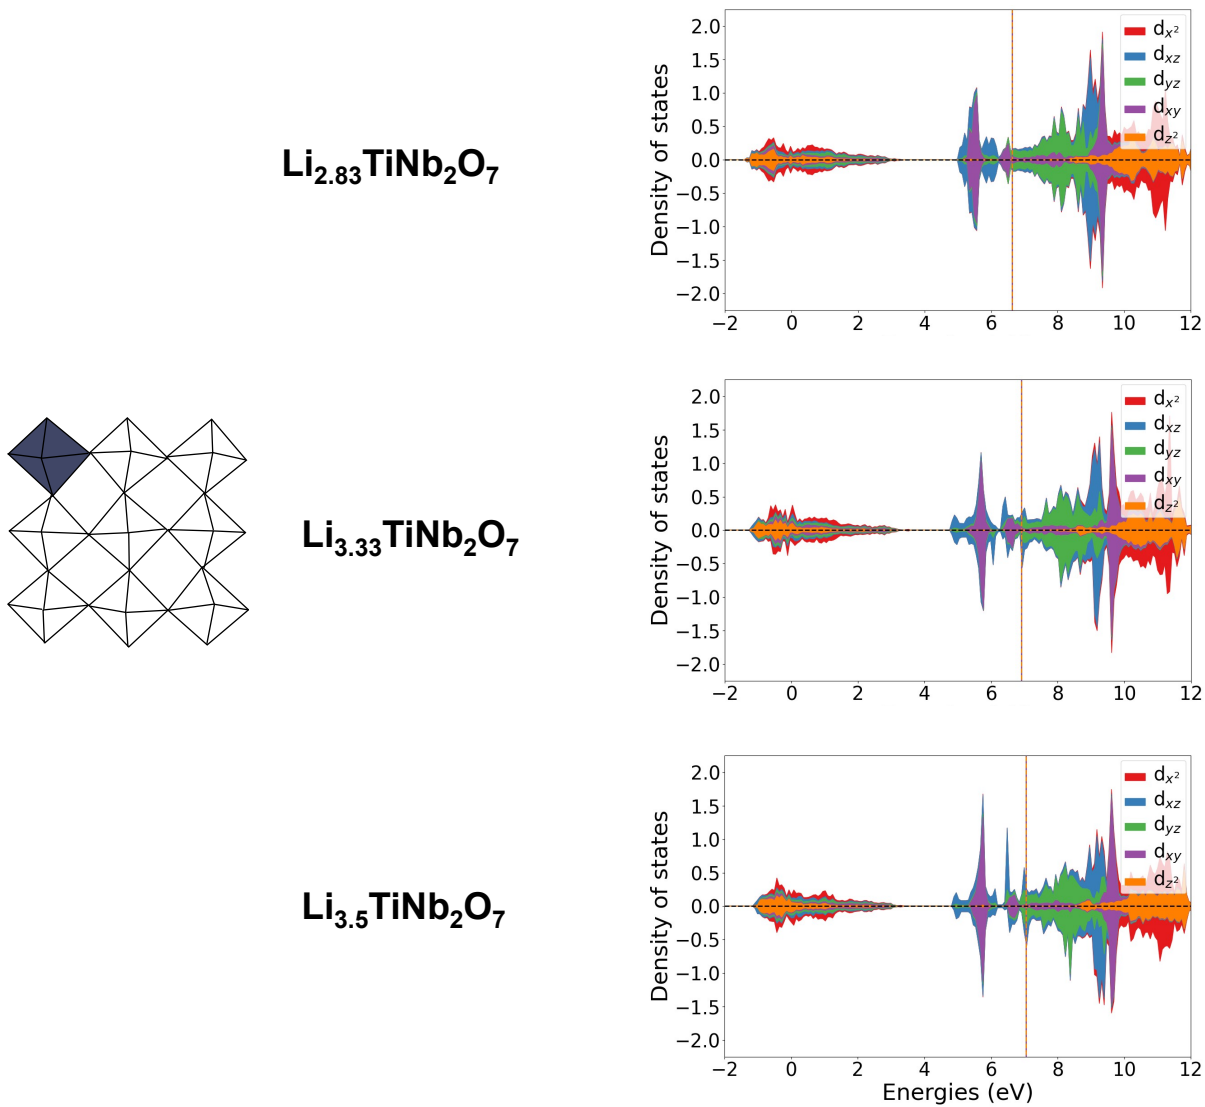 2.0
1.5
1.0
0.5
0.0
−0.5
−1.0
−1.5
−2.0
Density of states
dx²
dxz
dyz
dxy
dz²
−2 0 2 4 6 8 10 12
Li2.83TiNb2O7
2.0
1.5
1.0
0.5
0.0
−0.5
−1.0
−1.5
−2.0
Density of states
dx²
dxz
dyz
dxy
dz²
−2 0 2 4 6 8 10 12
Li3.33TiNb2O7
2.0
1.5
1.0
0.5
0.0
−0.5
−1.0
−1.5
−2.0
Density of states
dx²
dxz
dyz
dxy
dz²
−2 0 2 4 6 8 10 12
Energies (eV)
Li3.5TiNb2O7